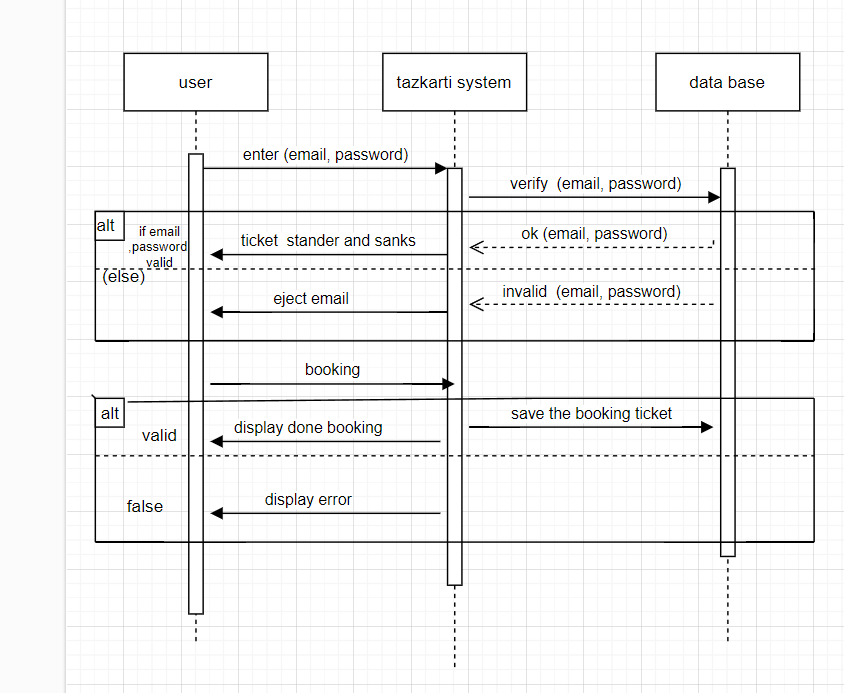 user
tazkarti system
data base
enter (email, password)
verify (email, password)
alt
if email
,password
valid
ok (email, password)
ticket stander and sanks
(else)
invalid (email, password)
eject email
booking
alt
save the booking ticket
valid
display done booking
false
display error